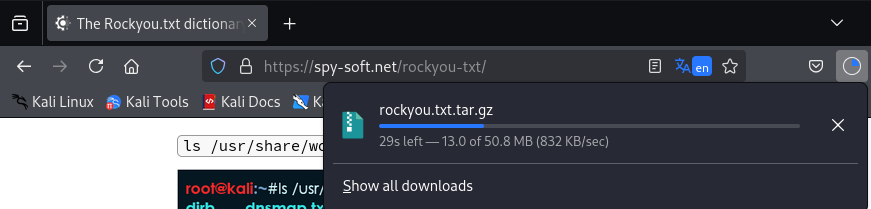 The Rockyou.txt dictionar
https://spy-soft.net/rockyou-txt/
en
Kali Linux
Kali Tools
Kali Docs
rockyou.txt.tar.gz
29s left — 13.0 of 50.8 MB (832 KB/sec)
Show all downloads
ls /usr/share/wo
root@kali:~#ls /usr/
dirb dnsmap.tx